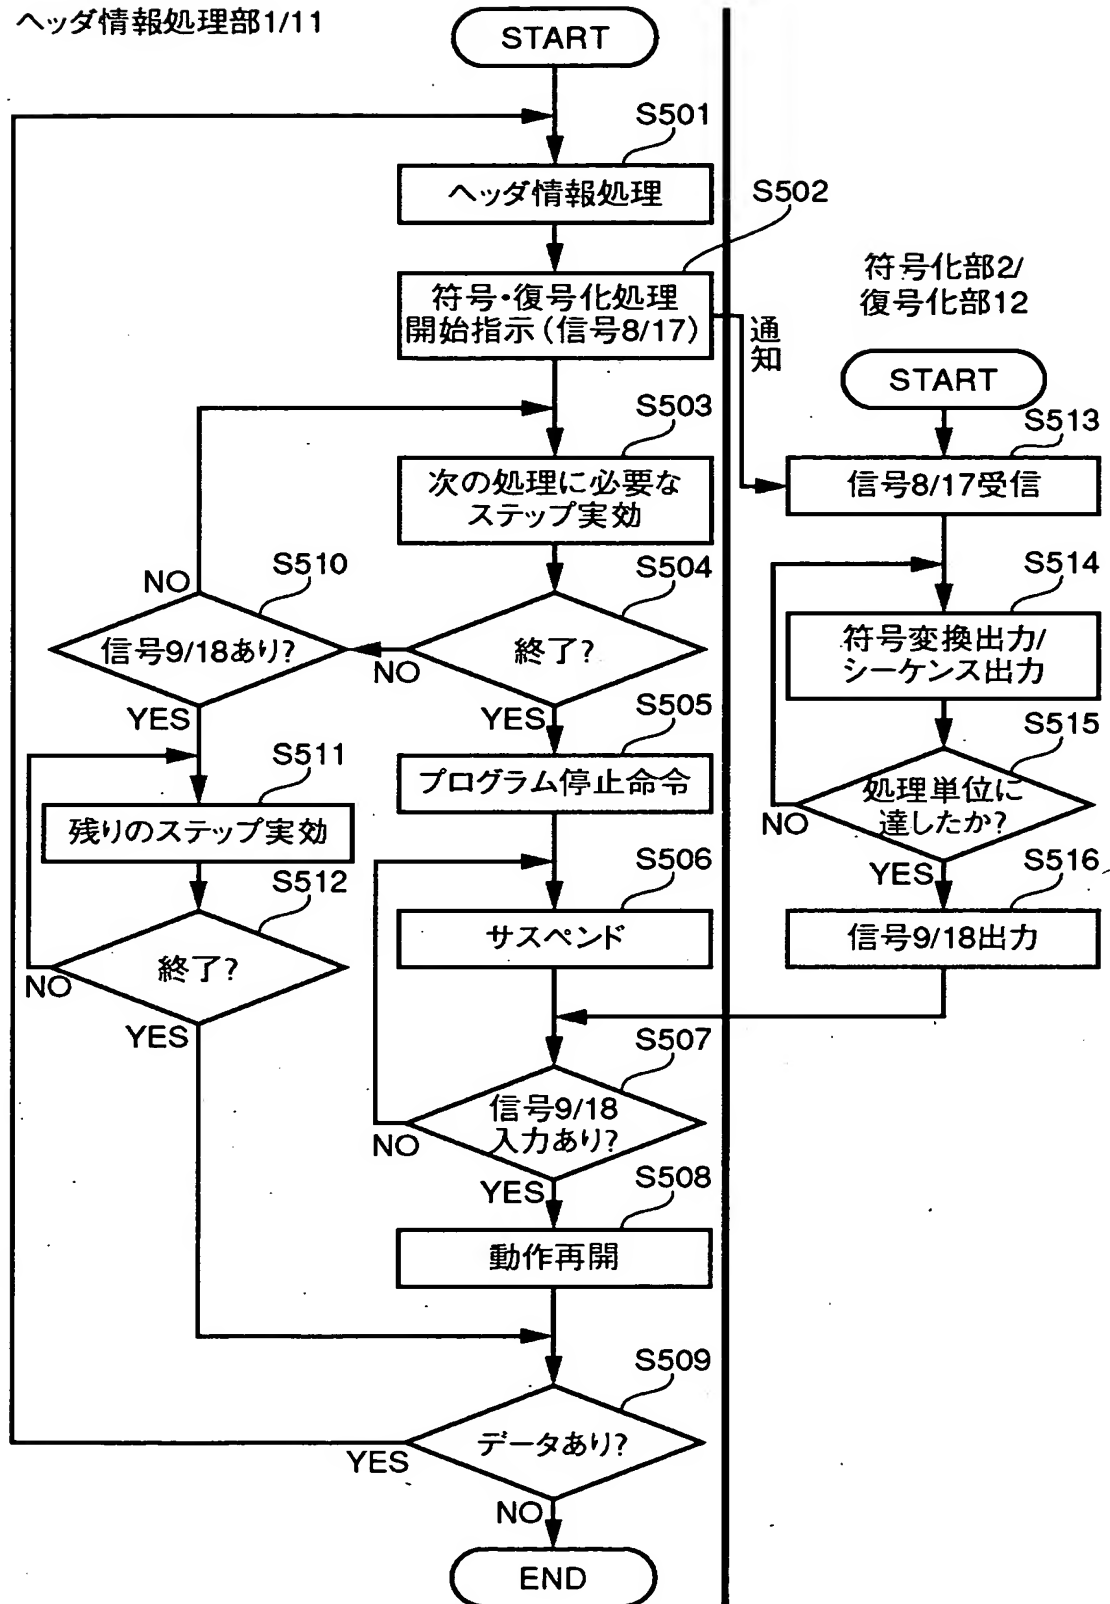 ヘッダ情報処理部1/11
START
S501
ヘッダ情報処理
S502
符号・復号化処理
開始指示(信号8/17)
通
知
符号化部2/
復号化部12
START
S503
次の処理に必要な
ステップ実効
S513
信号8/17受信
S510
NO
信号9/18あり?
YES
S504
終了?
NO
YES
S514
符号変換出力/
シーケンス出力
S505
プログラム停止命令
S515
処理単位に
達したか?
NO
YES
S511
残りのステップ実効
S506
サスペンド
S516
信号9/18出力
S512
終了?
NO
YES
S507
信号9/18
入力あり?
NO
YES
S508
動作再開
S509
データあり?
YES
NO
END